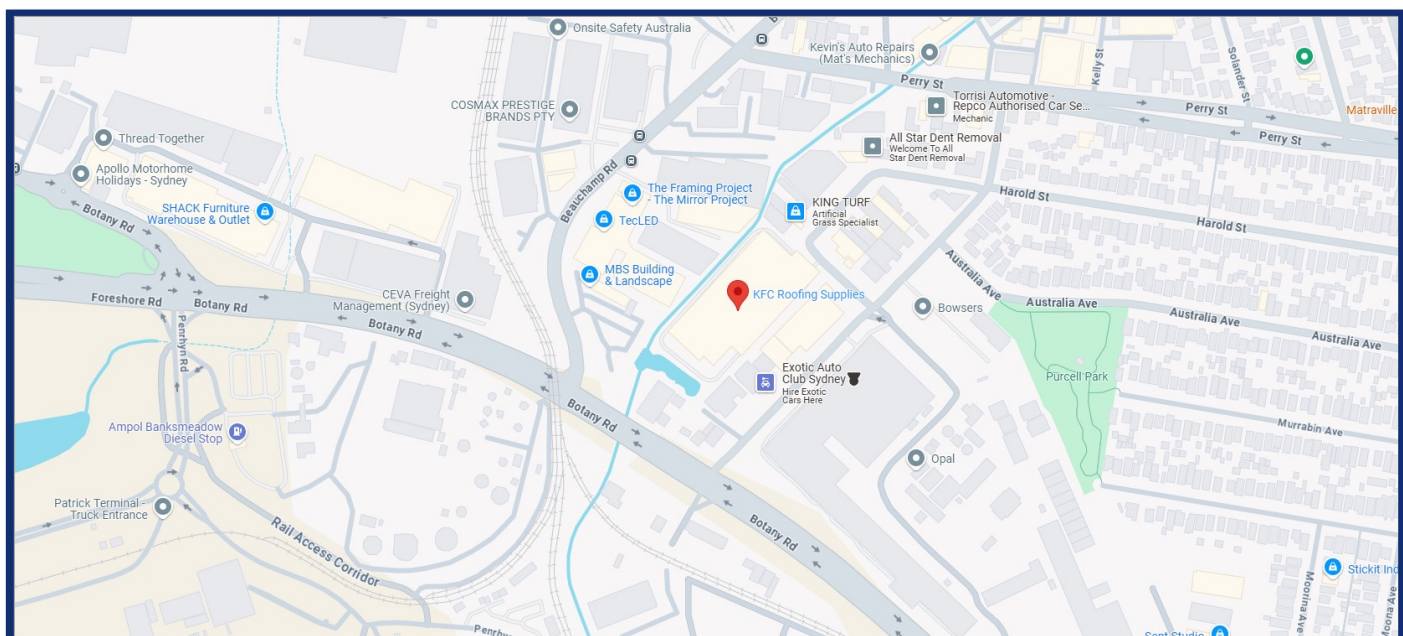 Onsite Safety Australia
Kevin's Auto Repairs
(Mat's Mechanics)
Kelly St
Solander St
Perry St
COSMAX PRESTIGE
BRANDS PTY
Torrisi Automotive -
Repco Authorised Car Se...
Mechanic
Perry St
Matraville
Perry St
Thread Together
All Star Dent Removal
Welcome To All
Star Dent Removal
Apollo Motorhome
Holidays - Sydney
Beauchamp Rd
The Framing Project
- The Mirror Project
Harold St
Harold St
SHACK Furniture
Warehouse & Outlet
Botany Rd
TecLED
KING TURF
Artificial
Grass Specialist
MBS Building
& Landscape
Australia Ave
CEVA Freight
Management (Sydney)
KFC Roofing Supplies
Foreshore Rd
Botany Rd
Botany Rd
Bowsers
Australia Ave
Australia Ave
Australia Ave
Penrhyn Rd
Exotic Auto
Club Sydney
Hire Exotic
Cars Here
Purcell Park
Botany Rd
Ampol Banksmeadow
Diesel Stop
Murrabin Ave
Opal
Patrick Terminal -
Truck Entrance
Rail Access Corridor
Botany Rd
Stickit Inc
Moorina Ave